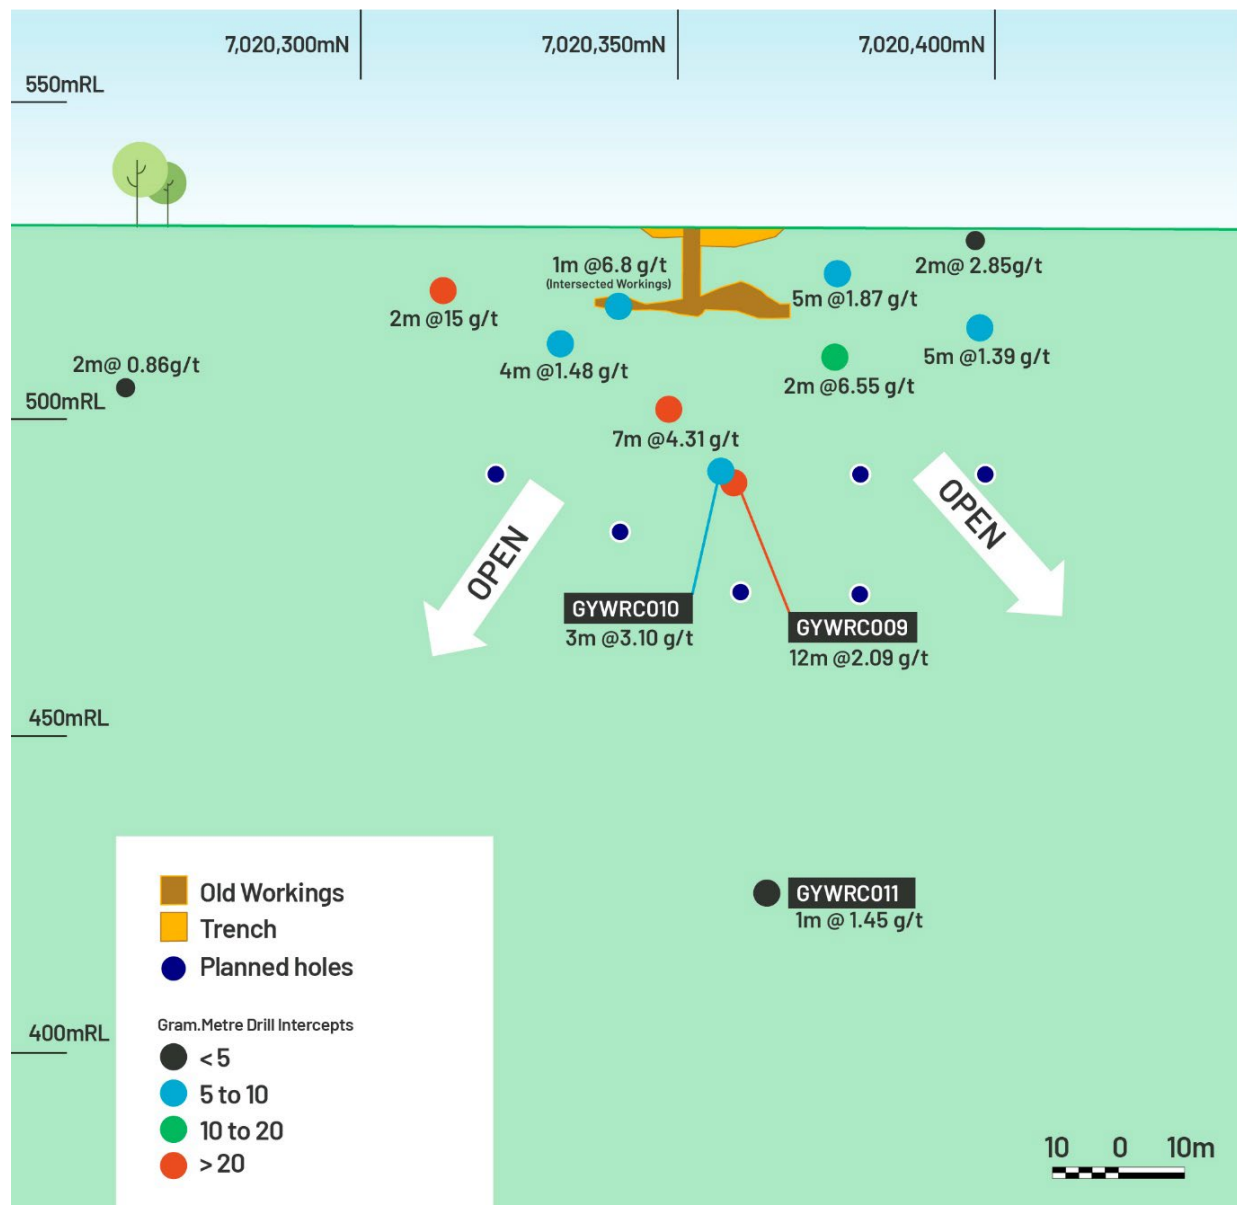 7,020,300mN
7,020,350mN
7,020,400mN
550mRL
1m @6.8 g/t
(Intersected Workings)
2m@ 2.85g/t
5m @1.87 g/t
2m @15 g/t
5m @1.39 g/t
4m @1.48 g/t
2m@ 0.86g/t
2m @6.55 g/t
500mRL
7m @4.31 g/t
OPEN
OPEN
GYWRC010
3m @3.10 g/t
GYWRC009
12m @2.09 g/t
450mRL
GYWRC011
1m @ 1.45 g/t
Old Workings
Trench
Planned holes
Gram.Metre Drill Intercepts
400mRL
< 5
5 to 10
10 to 20
> 20
10 0 10m